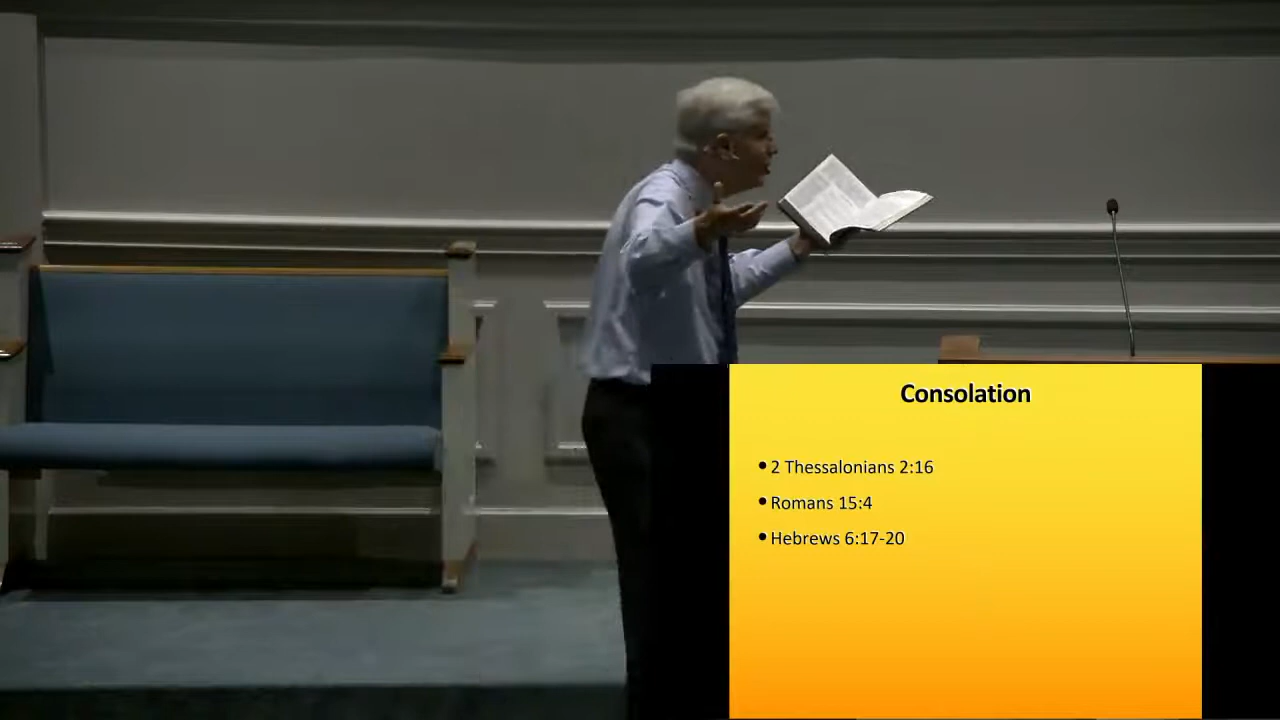 Consolation
• 2 Thessalonians 2:16
• Romans 15:4
• Hebrews 6:17-20